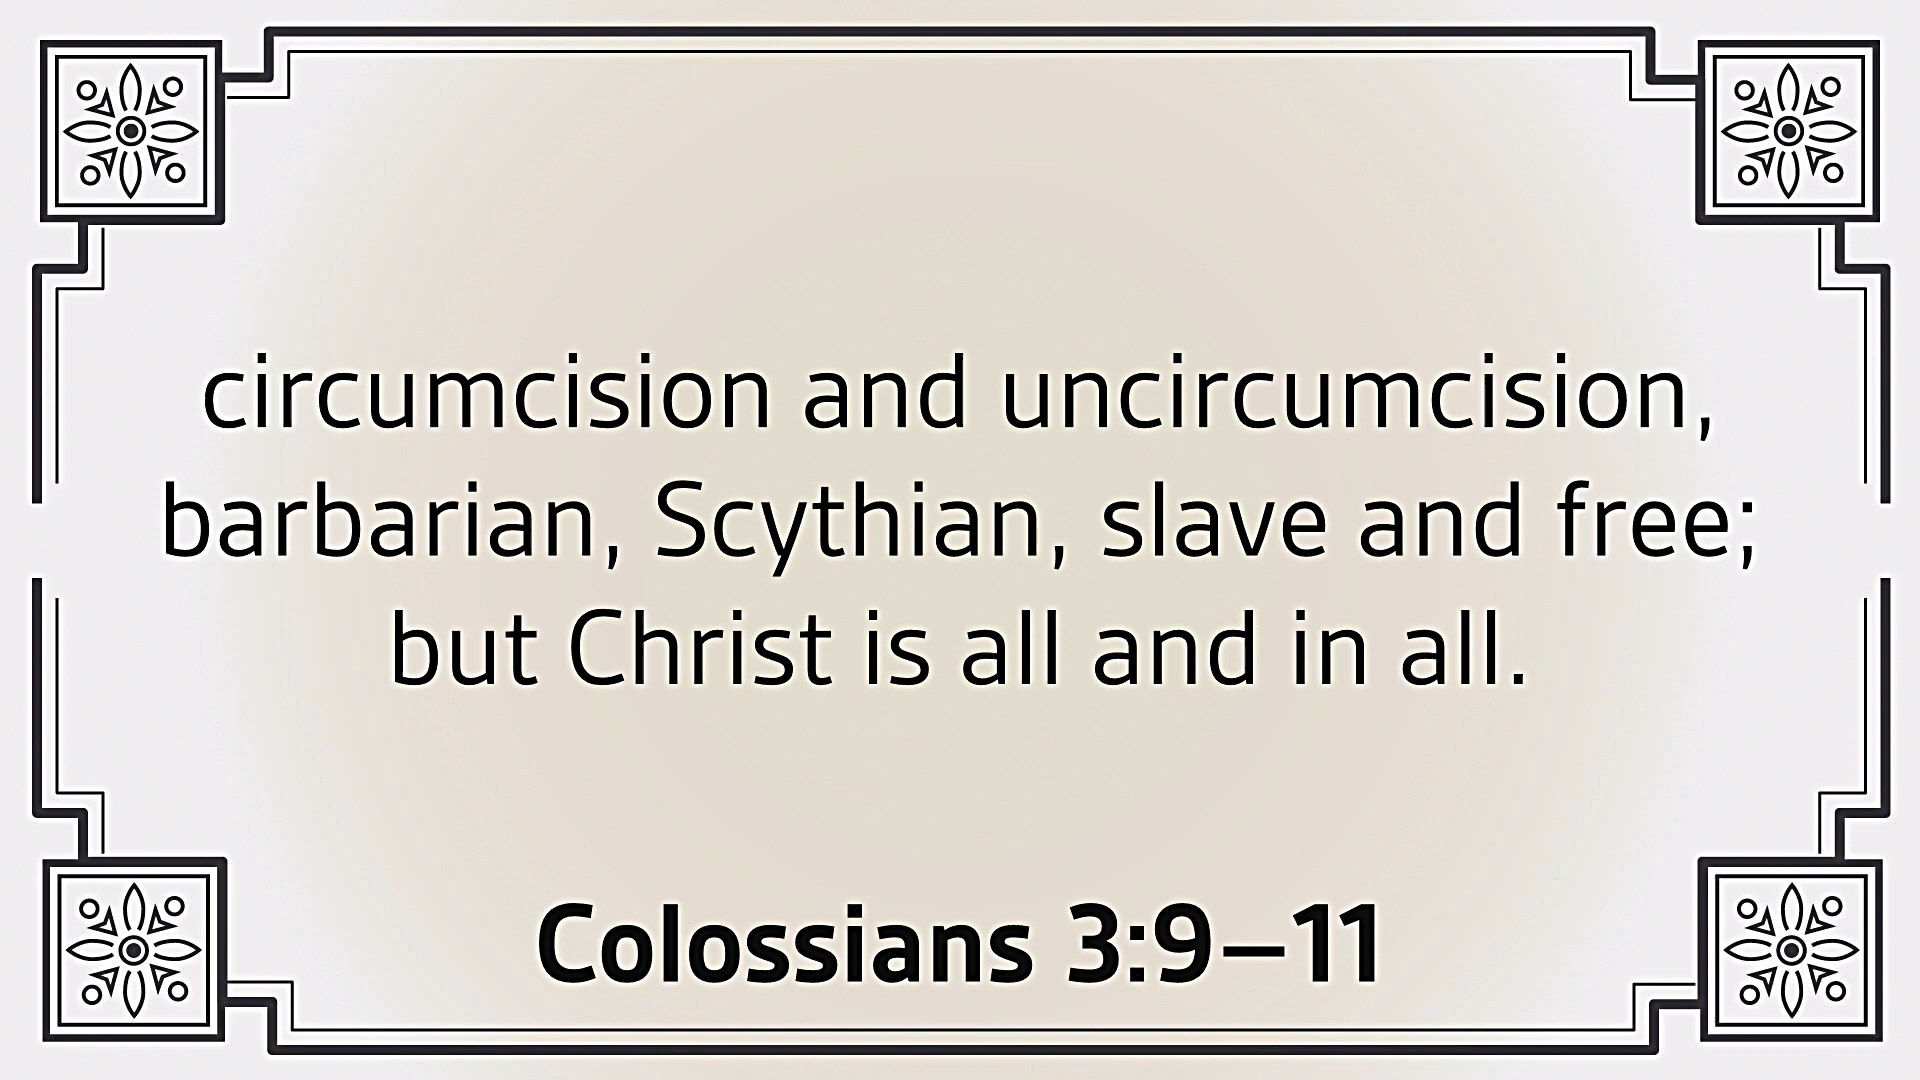 circumcision and uncircumcision,
barbarian, Scythian, slave and free;
but Christ is all and in all.
Colossians 3:9–11